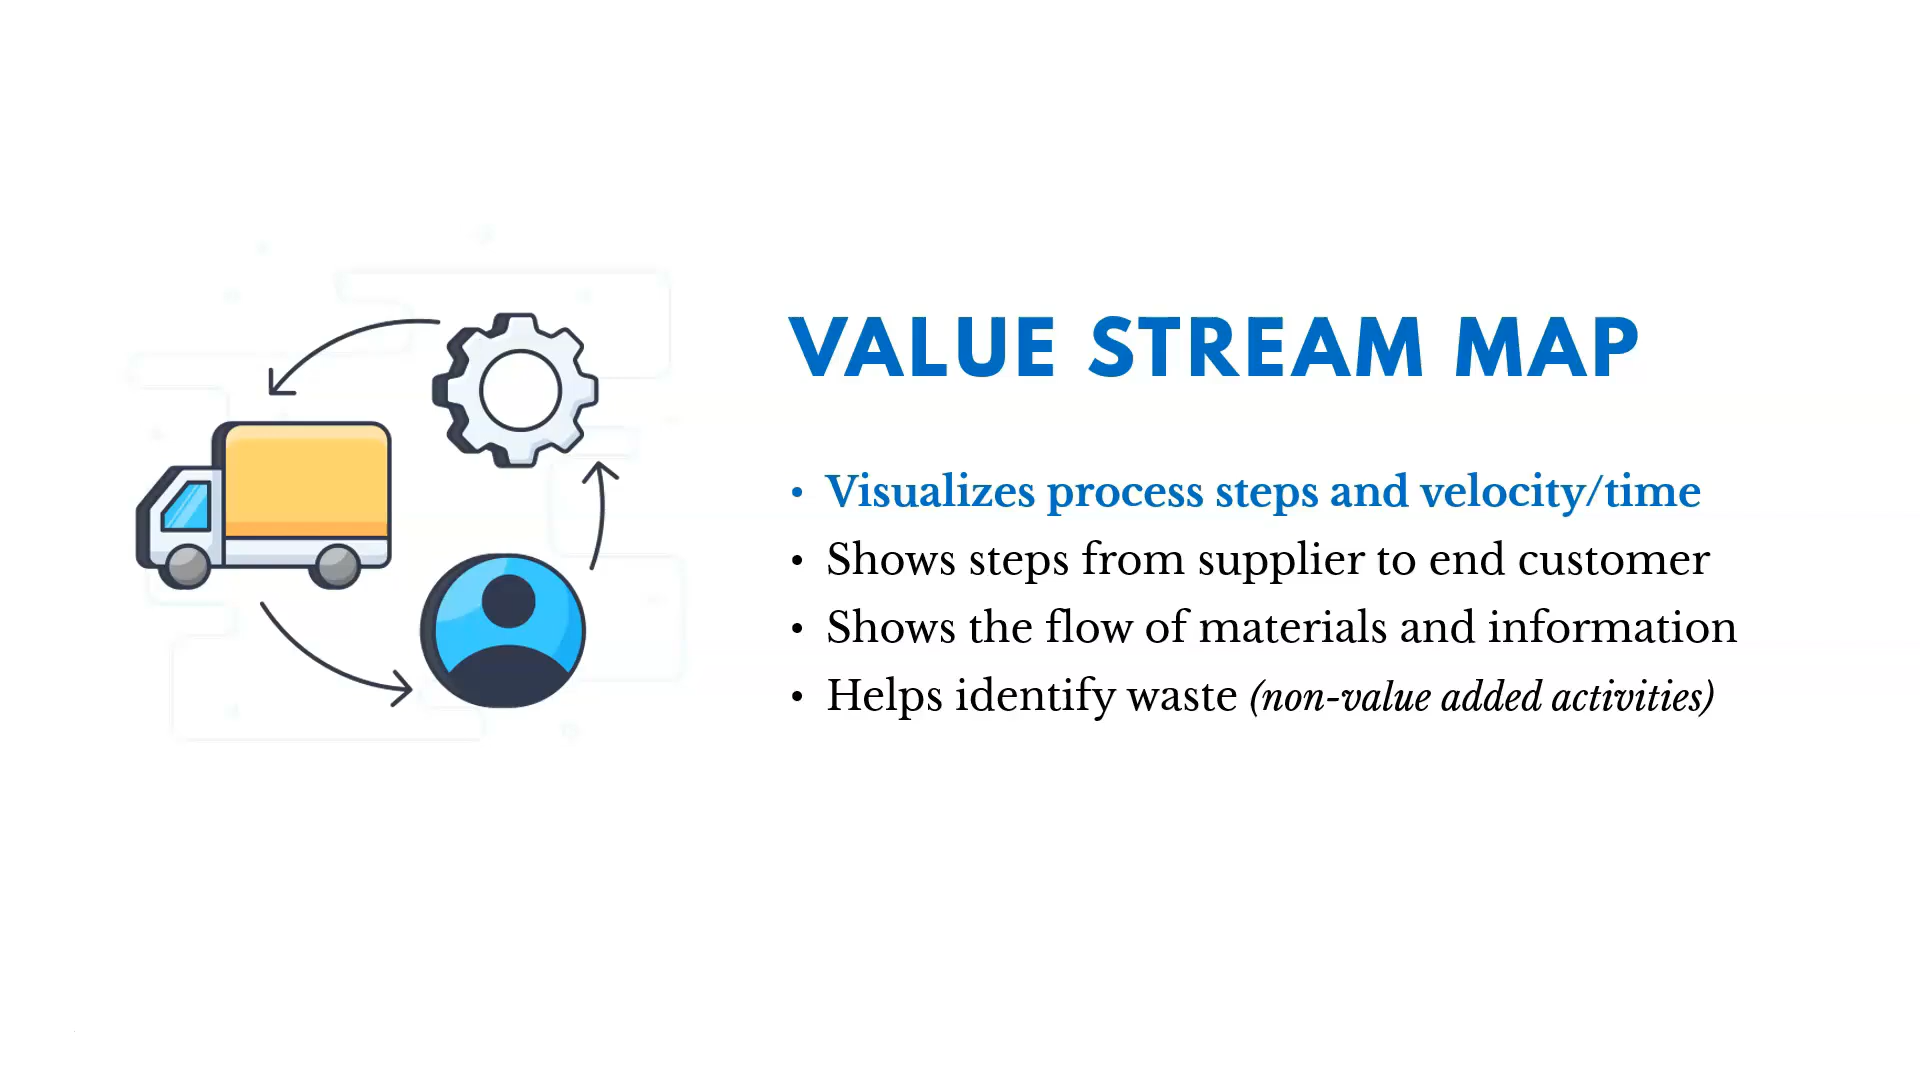 VALUE STREAM MAP
• Visualizes process steps and velocity/time
• Shows steps from supplier to end customer
• Shows the flow of materials and information
• Helps identify waste (non-value added activities)